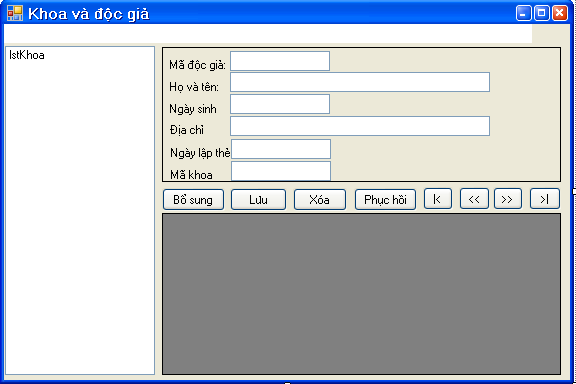 Khoa và độc giả
lstKhoa
Mã độc giả:
Họ và tên:
Ngày sinh
Địa chỉ
Ngày lập thẻ
Mã khoa
Bổ sung Lưu Xóa Phục hồi |< << >> >|